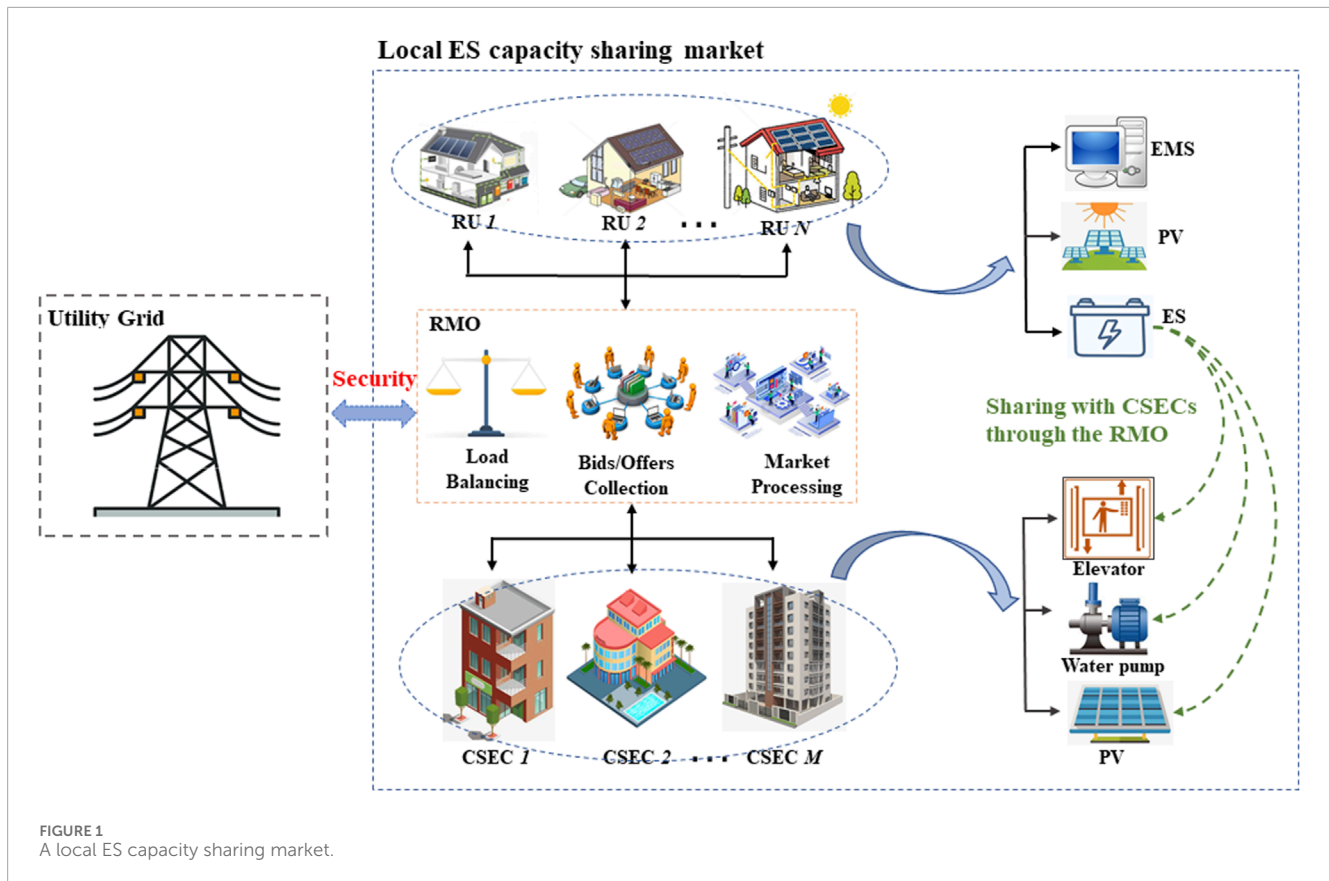 Local ES capacity sharing market
RU 1
RU 2
...
RU N
EMS
PV
ES
Utility Grid
Security
RMO
Load
Balancing
Bids/Offers
Collection
Market
Processing
Sharing with CSECs
through the RMO
Elevator
Water pump
PV
CSEC 1
CSEC 2
...
CSEC M
FIGURE 1
A local ES capacity sharing market.